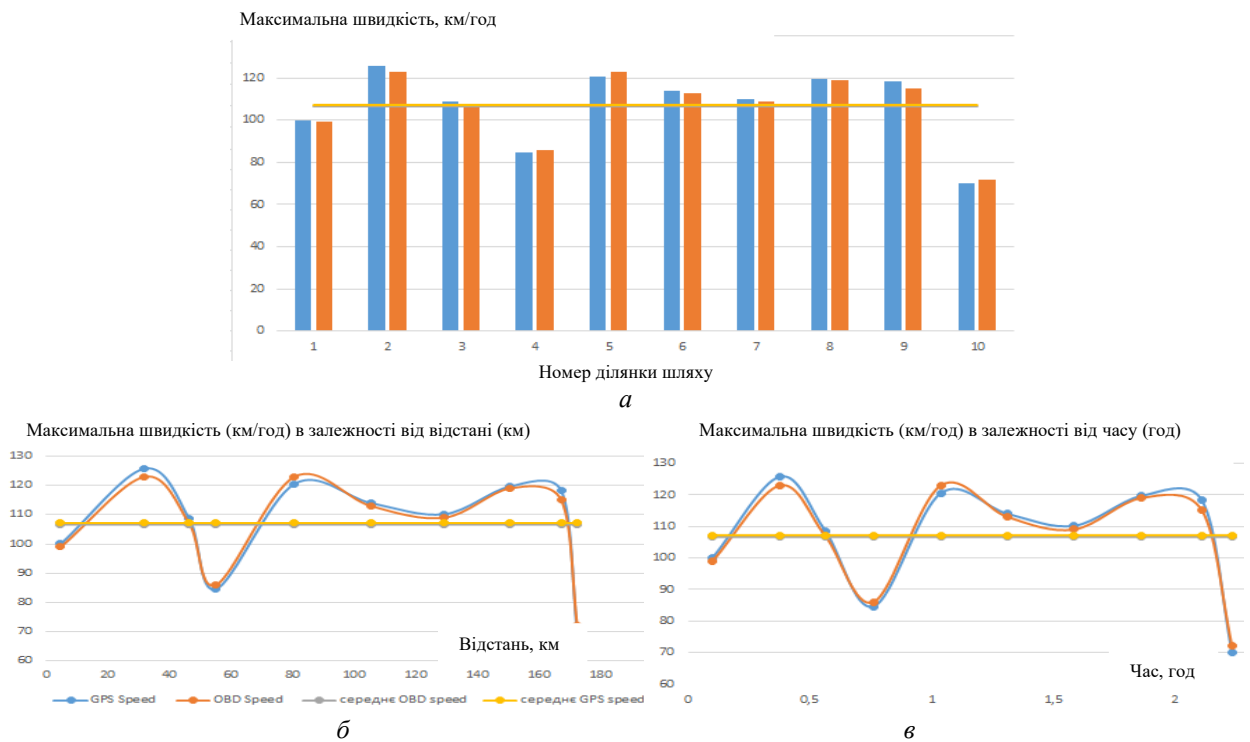 Максимальна швидкість, км/год
120
100
80
60
40
20
0
1 2 3 4 5 6 7 8 9 10
Номер ділянки шляху
а
Максимальна швидкість (км/год) в залежності від відстані (км)
130
120
110
100
90
80
70
60
Відстань, км
0 20 40 60 80 100 120 140 160 180
GPS Speed OBD Speed середнє OBD speed середнє GPS speed
б
Максимальна швидкість (км/год) в залежності від часу (год)
130
120
110
100
90
80
70
60
Час, год
0 0,5 1 1,5 2
в